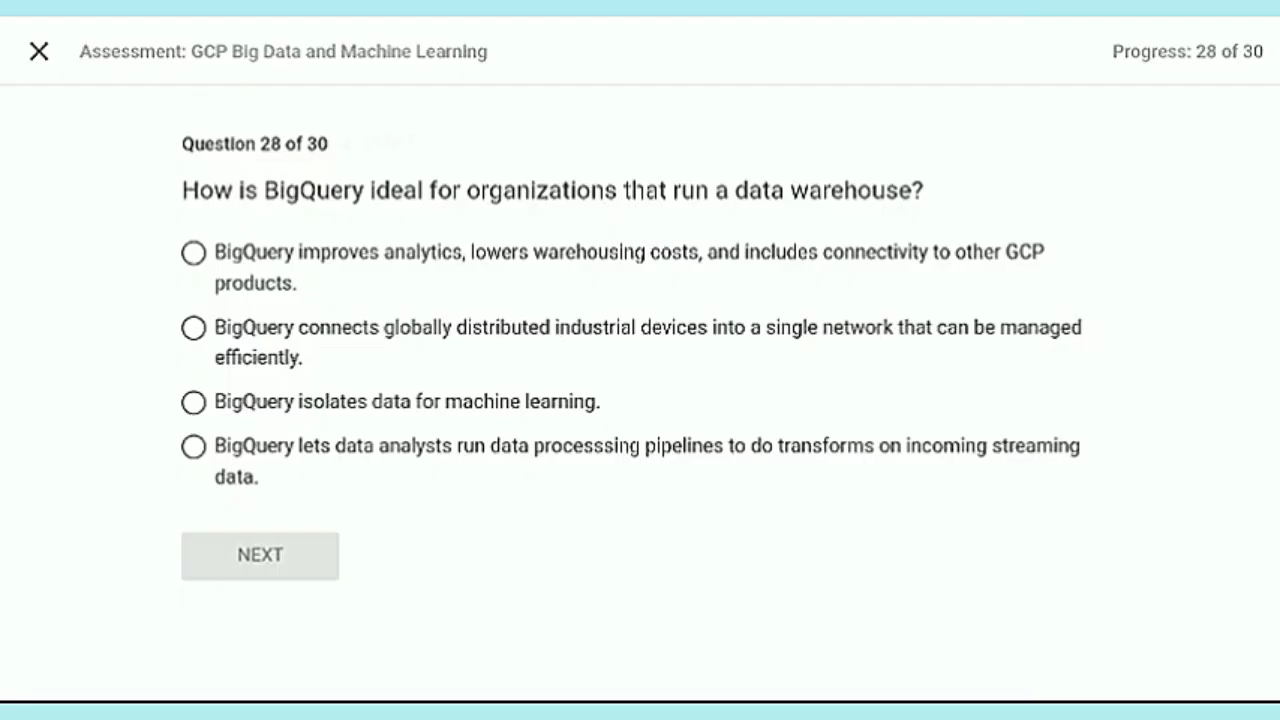 Assessment: GCP Big Data and Machine Learning
Progress: 28 of 30
Question 28 of 30
How is BigQuery ideal for organizations that run a data warehouse?
BigQuery improves analytics, lowers warehousing costs, and includes connectivity to other GCP
products.
BigQuery connects globally distributed industrial devices into a single network that can be managed
efficiently.
BigQuery isolates data for machine learning.
BigQuery lets data analysts run data processsing pipelines to do transforms on incoming streaming
data.
NEXT